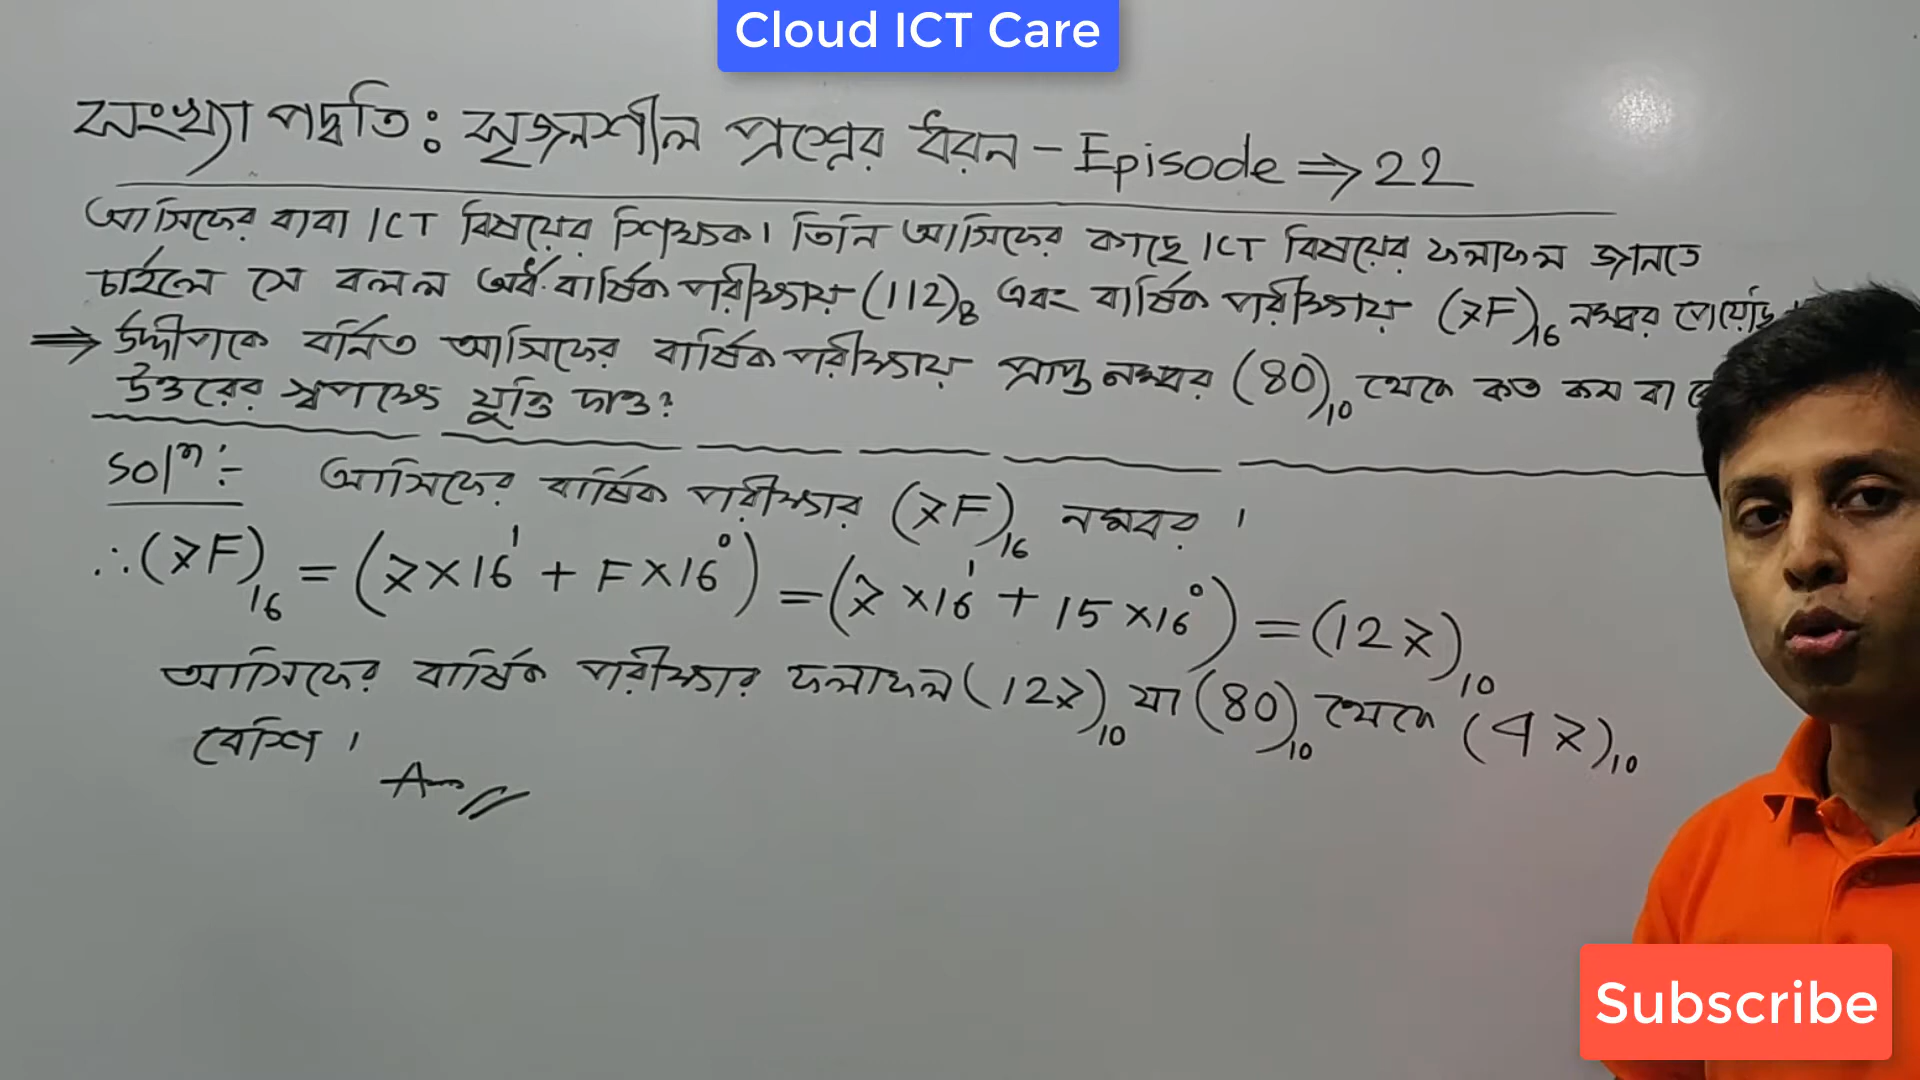 Cloud ICT Care
সংখ্যা পদ্ধতি: সৃজনশীল প্রশ্নের ধরন - Episode ⇒ 22
আসিফের বাবা ICT বিষয়ের শিক্ষক। তিনি আসিফের কাছে ICT বিষয়ের ফলাফল জানতে
চাইলে সে বলল অর্ধ-বার্ষিক পরীক্ষায় (112)₈ এবং বার্ষিক পরীক্ষায় (7F)₁₆ নম্বর
⇒ উদ্দীপকে বর্নিত আসিফের বার্ষিক পরীক্ষায় প্রাপ্ত নম্বর (80)₁₀ থেকে কত কম বা
উত্তরের স্বপক্ষে যুক্তি দাও?
Solⁿ:- আসিফের বার্ষিক পরীক্ষার (7F)₁₆ নম্বর।
∴ (7F)₁₆ = (7×16¹ + F×16⁰) = (7×16¹ + 15×16⁰) = (127)₁₀
আসিফের বার্ষিক পরীক্ষার ফলাফল (127)₁₀ যা (80)₁₀ থেকে (47)₁₀
বেশি।
Ans
Subscribe